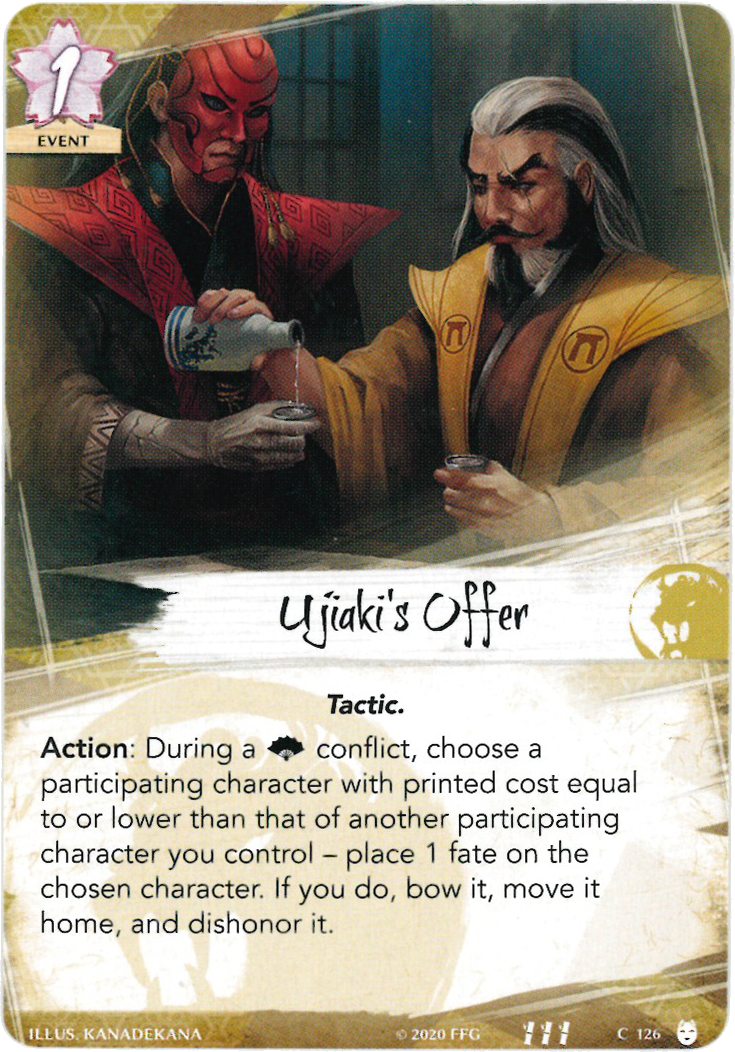 1
EVENT
Ujiaki's Offer
Tactic.
Action: During a conflict, choose a
participating character with printed cost equal
to or lower than that of another participating
character you control – place 1 fate on the
chosen character. If you do, bow it, move it
home, and dishonor it.
ILLUS. KANADEKANA © 2020 FFG C 126